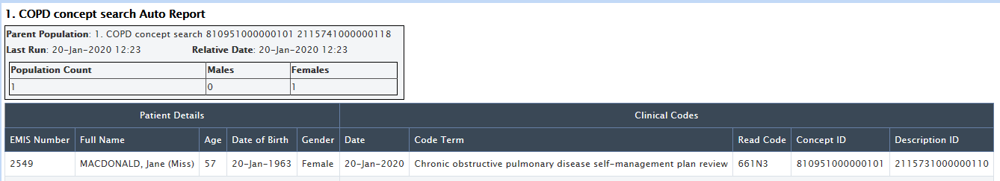 1. COPD concept search Auto Report
Parent Population: 1. COPD concept search 810951000000101 2115741000000118
Last Run: 20-Jan-2020 12:23 Relative Date: 20-Jan-2020 12:23
Population Count Males Females
1 0 1
Patient Details Clinical Codes
EMIS Number Full Name Age Date of Birth Gender Date Code Term Read Code Concept ID Description ID
2549 MACDONALD, Jane (Miss) 57 20-Jan-1963 Female 20-Jan-2020 Chronic obstructive pulmonary disease self-management plan review 661N3 810951000000101 2115731000000110